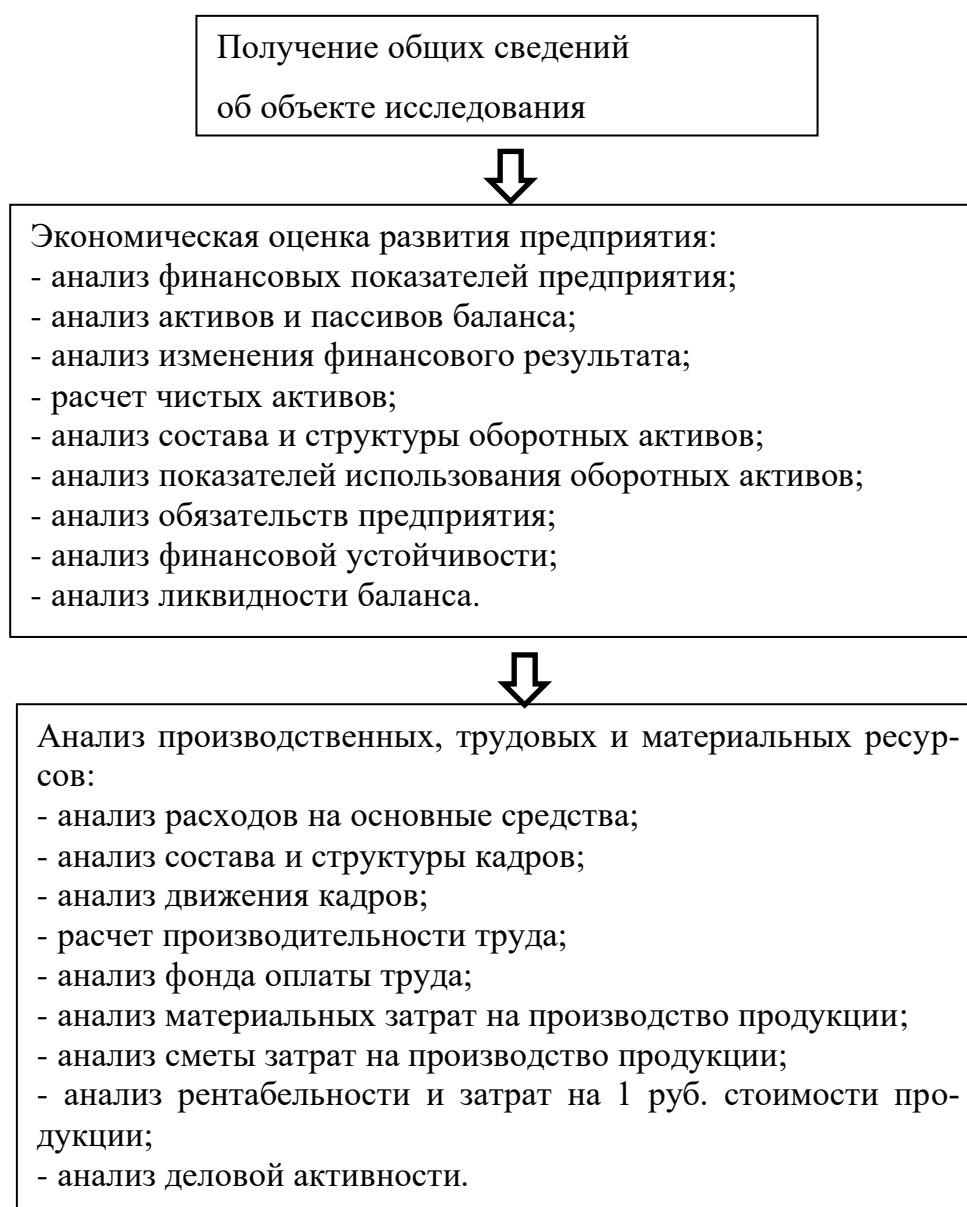 Получение общих сведений
об объекте исследования
Экономическая оценка развития предприятия:
- анализ финансовых показателей предприятия;
- анализ активов и пассивов баланса;
- анализ изменения финансового результата;
- расчет чистых активов;
- анализ состава и структуры оборотных активов;
- анализ показателей использования оборотных активов;
- анализ обязательств предприятия;
- анализ финансовой устойчивости;
- анализ ликвидности баланса.
Анализ производственных, трудовых и материальных ресур-
сов:
- анализ расходов на основные средства;
- анализ состава и структуры кадров;
- анализ движения кадров;
- расчет производительности труда;
- анализ фонда оплаты труда;
- анализ материальных затрат на производство продукции;
- анализ сметы затрат на производство продукции;
- анализ рентабельности и затрат на 1 руб. стоимости про-
дукции;
- анализ деловой активности.